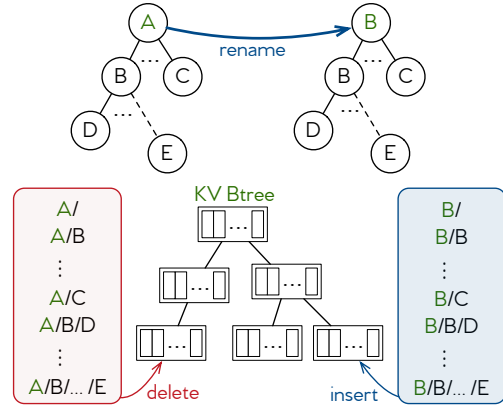 A
B
rename
B
...
C
B
...
C
D
...
E
D
...
E
KV Btree
A/
A/B
⋮
A/C
A/B/D
⋮
A/B/... /E
...
...
...
...
...
...
B/
B/B
⋮
B/C
B/B/D
⋮
B/B/... /E
delete
insert